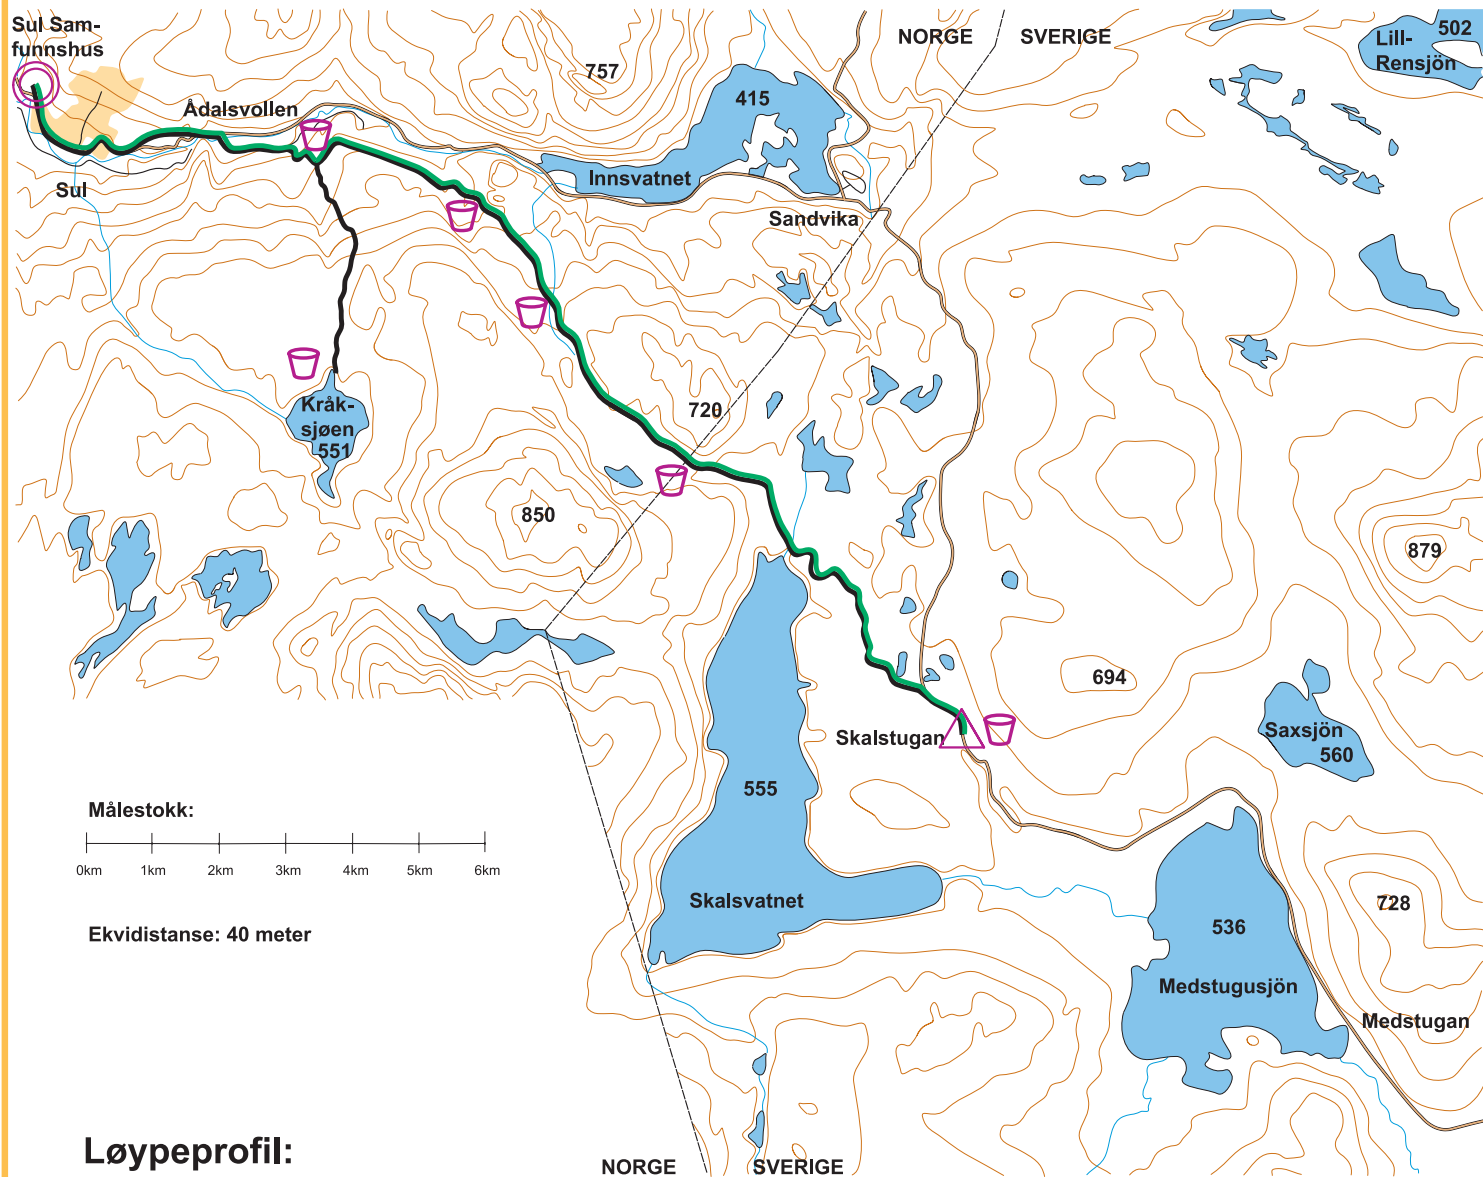 Sul Sam-
funnshus
NORGE
SVERIGE
502
Lill-
Rensjön
757
415
Ådalsvollen
Innsvatnet
Sul
Sandvika
Kråk-
sjøen
551
720
850
879
694
Skalstugan
Saxsjön
560
555
Målestokk:
0km 1km 2km 3km 4km 5km 6km
Skalsvatnet
728
536
Ekvidistanse: 40 meter
Medstugusjön
Medstugan
Løypeprofil:
NORGE
SVERIGE